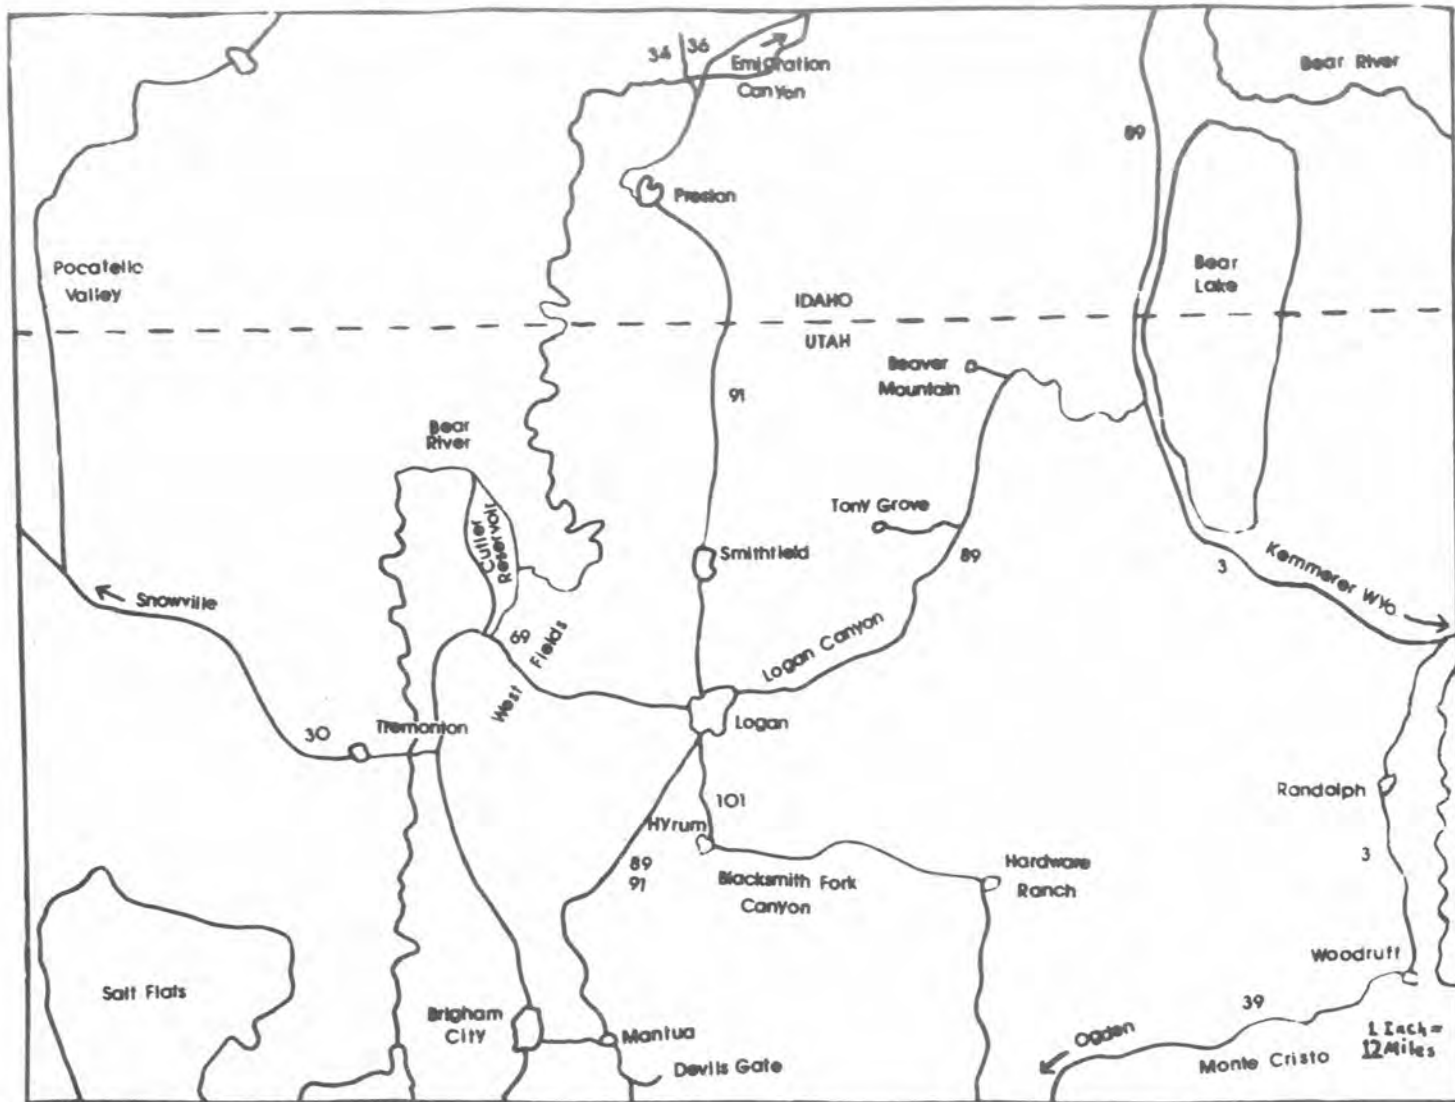 34
36
Emigration
Canyon
Bear River
89
Preston
Pocatello
Valley
Bear
Lake
IDAHO
UTAH
Beaver
Mountain
91
Bear
River
Cutler
Reservoir
Tony Grove
Smithfield
89
3
Kemmerer Wyo.
Snowville
69
West Fields
Logan Canyon
30
Tremonton
Logan
Randolph
101
Hyrum
89
91
Blacksmith Fork
Canyon
Hardware
Ranch
3
Woodruff
Salt Flats
Brigham
City
Mantua
Devils Gate
39
Ogden
Monte Cristo
1 Inch =
12 Miles